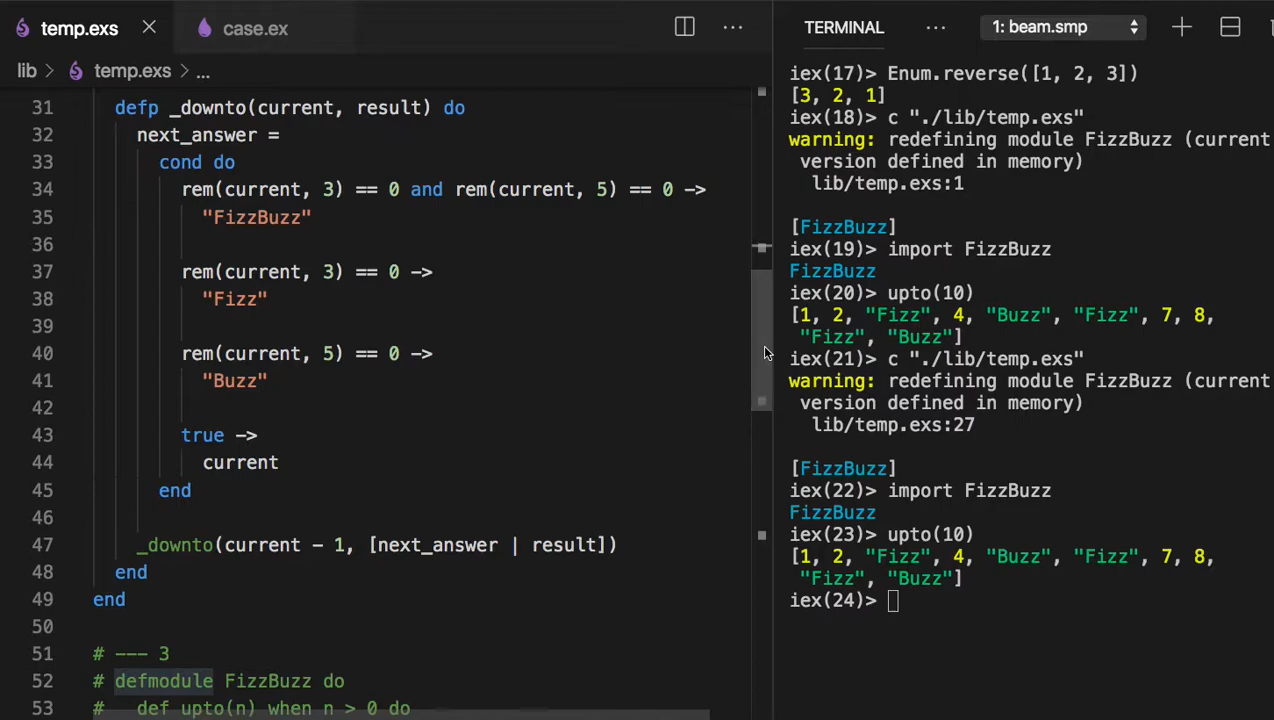 temp.exs
case.ex
TERMINAL
1: beam.smp
lib > temp.exs > ...
31 defp _downto(current, result) do
32 next_answer =
33 cond do
34 rem(current, 3) == 0 and rem(current, 5) == 0 ->
35 "FizzBuzz"
36
37 rem(current, 3) == 0 ->
38 "Fizz"
39
40 rem(current, 5) == 0 ->
41 "Buzz"
42
43 true ->
44 current
45 end
46
47 _downto(current - 1, [next_answer | result])
48 end
49 end
50
51 # --- 3
52 # defmodule FizzBuzz do
53 # def upto(n) when n > 0 do
iex(17)> Enum.reverse([1, 2, 3])
[3, 2, 1]
iex(18)> c "./lib/temp.exs"
warning: redefining module FizzBuzz (current
version defined in memory)
lib/temp.exs:1
[FizzBuzz]
iex(19)> import FizzBuzz
FizzBuzz
iex(20)> upto(10)
[1, 2, "Fizz", 4, "Buzz", "Fizz", 7, 8,
"Fizz", "Buzz"]
iex(21)> c "./lib/temp.exs"
warning: redefining module FizzBuzz (current
version defined in memory)
lib/temp.exs:27
[FizzBuzz]
iex(22)> import FizzBuzz
FizzBuzz
iex(23)> upto(10)
[1, 2, "Fizz", 4, "Buzz", "Fizz", 7, 8,
"Fizz", "Buzz"]
iex(24)>